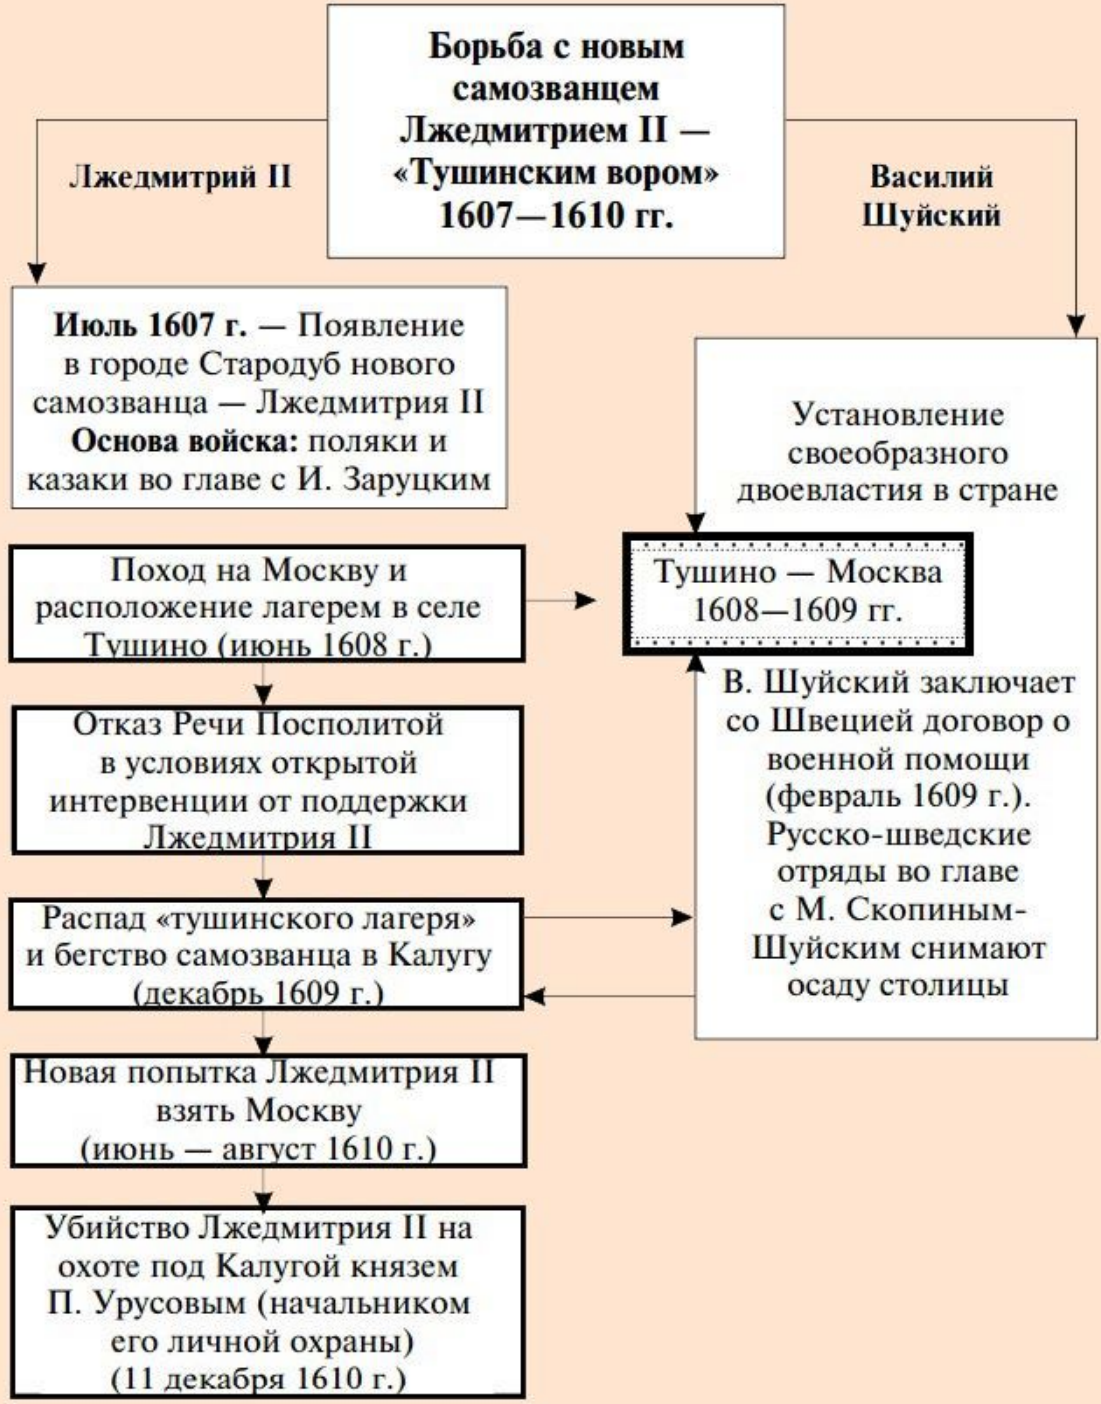 Борьба с новым
самозванцем
Лжедмитрием II —
«Тушинским вором»
1607—1610 гг.
Лжедмитрий II
Василий
Шуйский
Июль 1607 г. — Появление
в городе Стародуб нового
самозванца — Лжедмитрия II
Основа войска: поляки и
казаки во главе с И. Заруцким
Поход на Москву и
расположение лагерем в селе
Тушино (июнь 1608 г.)
Отказ Речи Посполитой
в условиях открытой
интервенции от поддержки
Лжедмитрия II
Распад «тушинского лагеря»
и бегство самозванца в Калугу
(декабрь 1609 г.)
Новая попытка Лжедмитрия II
взять Москву
(июнь — август 1610 г.)
Убийство Лжедмитрия II на
охоте под Калугой князем
П. Урусовым (начальником
его личной охраны)
(11 декабря 1610 г.)
Установление
своеобразного
двоевластия в стране
Тушино — Москва
1608—1609 гг.
В. Шуйский заключает
со Швецией договор о
военной помощи
(февраль 1609 г.).
Русско-шведские
отряды во главе
с М. Скопиным-
Шуйским снимают
осаду столицы